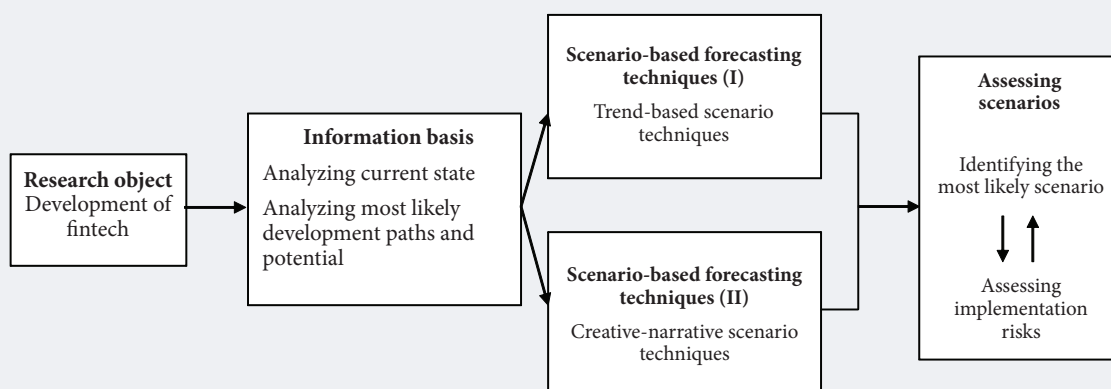 Research object
Development of
fintech
Information basis
Analyzing current state
Analyzing most likely
development paths and
potential
Scenario-based forecasting
techniques (I)
Trend-based scenario
techniques
Scenario-based forecasting
techniques (II)
Creative-narrative scenario
techniques
Assessing
scenarios
Identifying the
most likely scenario
Assessing
implementation
risks